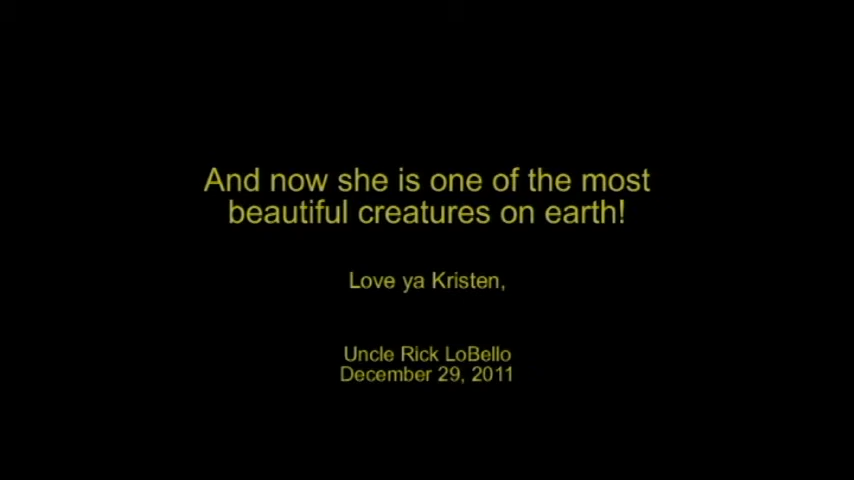 And now she is one of the most
beautiful creatures on earth!
Love ya Kristen,
Uncle Rick LoBello
December 29, 2011